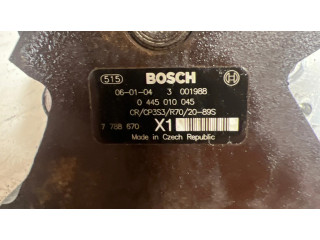 515 BOSCH
06-01-04 3 001988
0 445 010 045
CR/CP3S3/R70/20-89S
7 788 670 X1
Made in Czech Republic